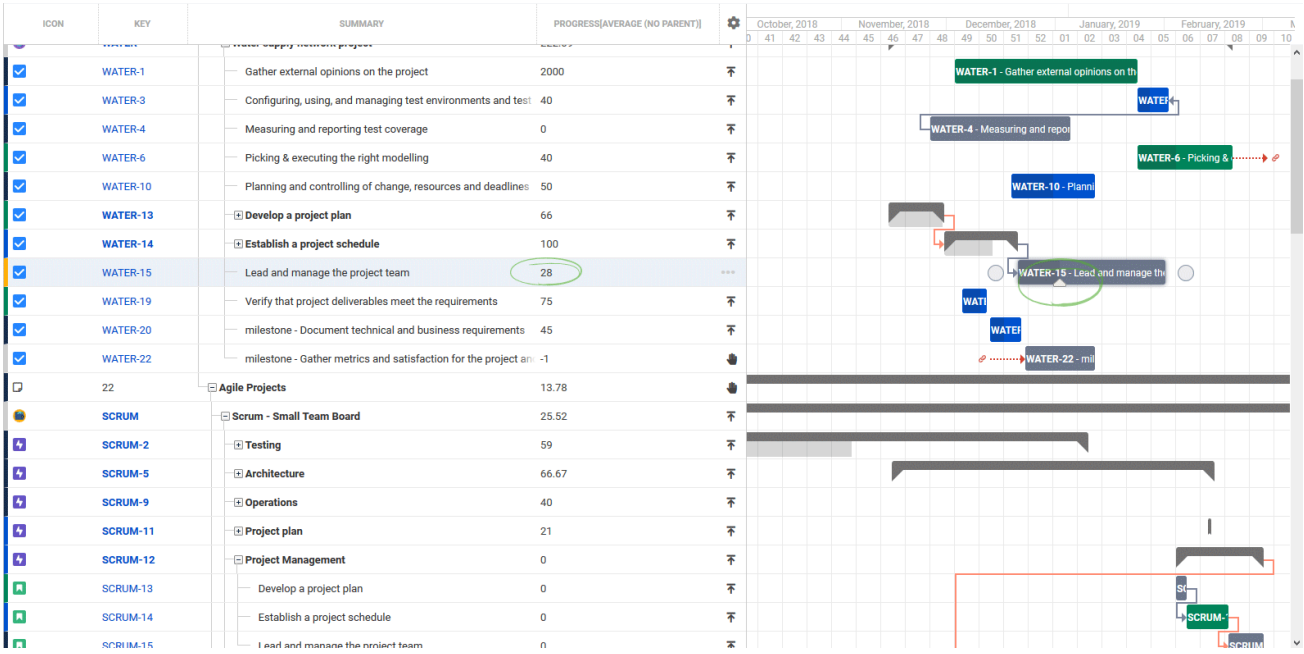 ICON KEY SUMMARY PROGRESS[AVERAGE (NO PARENT)] October, 2018 November, 2018 December, 2018 January, 2019 February, 2019
41 42 43 44 45 46 47 48 49 50 51 52 01 02 03 04 05 06 07 08 09 10
WATER-1 Gather external opinions on the project 2000 WATER-1 - Gather external opinions on th
WATER-3 Configuring, using, and managing test environments and test 40 WATER
WATER-4 Measuring and reporting test coverage 0 WATER-4 - Measuring and repor
WATER-6 Picking & executing the right modelling 40 WATER-6 - Picking &
WATER-10 Planning and controlling of change, resources and deadlines 50 WATER-10 - Planni
WATER-13 Develop a project plan 66
WATER-14 Establish a project schedule 100
WATER-15 Lead and manage the project team 28 WATER-15 - Lead and manage the
WATER-19 Verify that project deliverables meet the requirements 75 WATI
WATER-20 milestone - Document technical and business requirements 45 WATER
WATER-22 milestone - Gather metrics and satisfaction for the project an -1 WATER-22 - mil
22 Agile Projects 13.78
SCRUM Scrum - Small Team Board 25.52
SCRUM-2 Testing 59
SCRUM-5 Architecture 66.67
SCRUM-9 Operations 40
SCRUM-11 Project plan 21
SCRUM-12 Project Management 0
SCRUM-13 Develop a project plan 0 SC
SCRUM-14 Establish a project schedule 0 SCRUM-
SCRUM-15 Lead and manage the project team 0 SCRUM